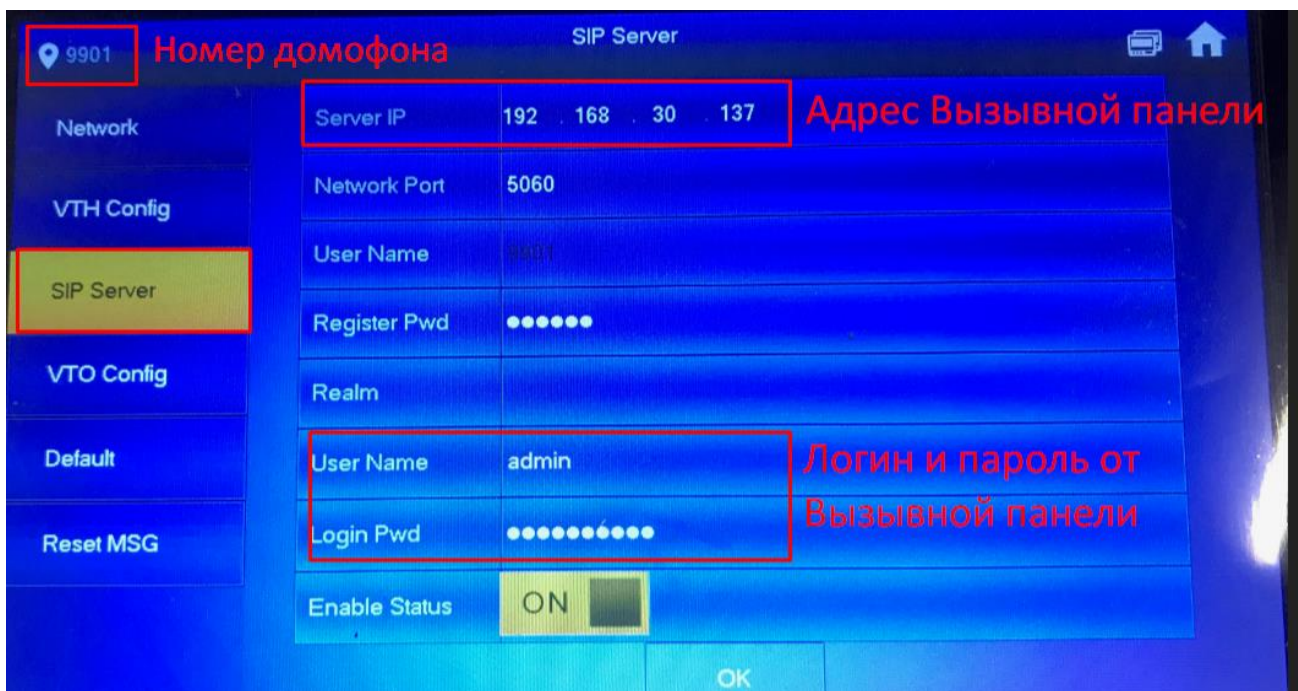 9901 Номер домофона SIP Server
Network
VTH Config
SIP Server
VTO Config
Default
Reset MSG
Server IP 192 . 168 . 30 . 137 Адрес Вызывной панели
Network Port 5060
User Name 9901
Register Pwd ●●●●●●
Realm
User Name admin Логин и пароль от
Login Pwd ●●●●●●●●●● Вызывной панели
Enable Status ON
OK